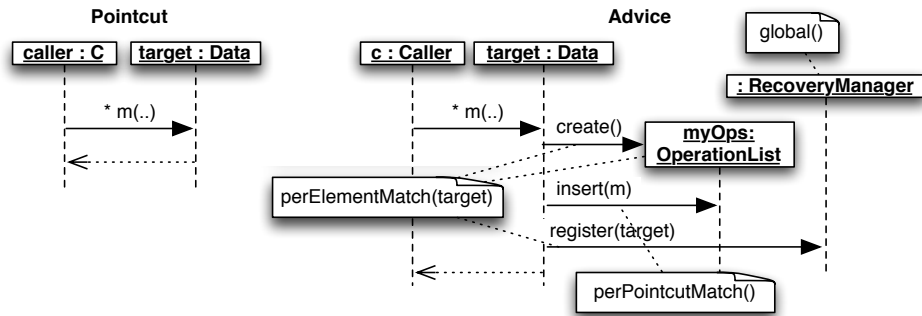 Pointcut
caller : C
target : Data
* m(..)
Advice
global()
c : Caller
target : Data
: RecoveryManager
* m(..)
create()
myOps:
OperationList
perElementMatch(target)
insert(m)
register(target)
perPointcutMatch()